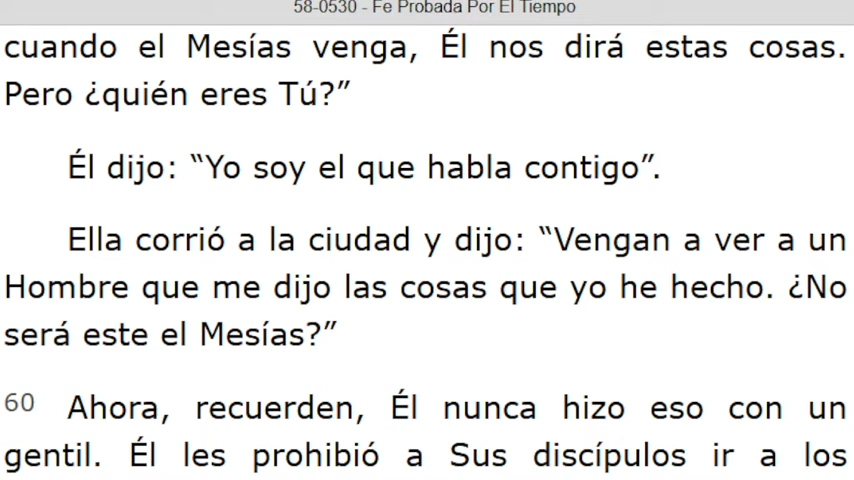 58-0530 - Fe Probada Por El Tiempo
cuando el Mesías venga, Él nos dirá estas cosas.
Pero ¿quién eres Tú?”
Él dijo: “Yo soy el que habla contigo”.
Ella corrió a la ciudad y dijo: “Vengan a ver a un
Hombre que me dijo las cosas que yo he hecho. ¿No
será este el Mesías?”
60 Ahora, recuerden, Él nunca hizo eso con un
gentil. Él les prohibió a Sus discípulos ir a los